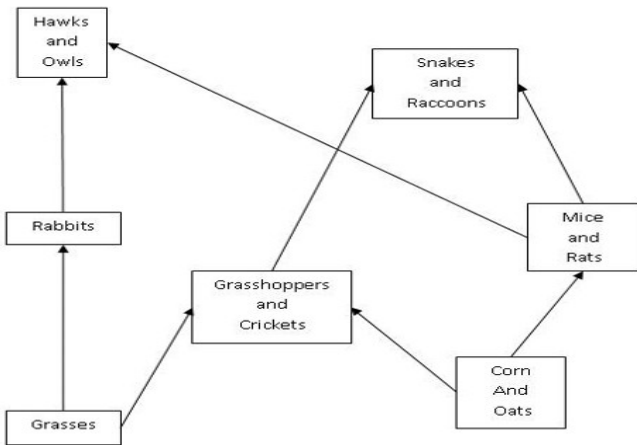 Hawks
and
Owls
Snakes
and
Raccoons
Rabbits
Mice
and
Rats
Grasshoppers
and
Crickets
Corn
And
Oats
Grasses